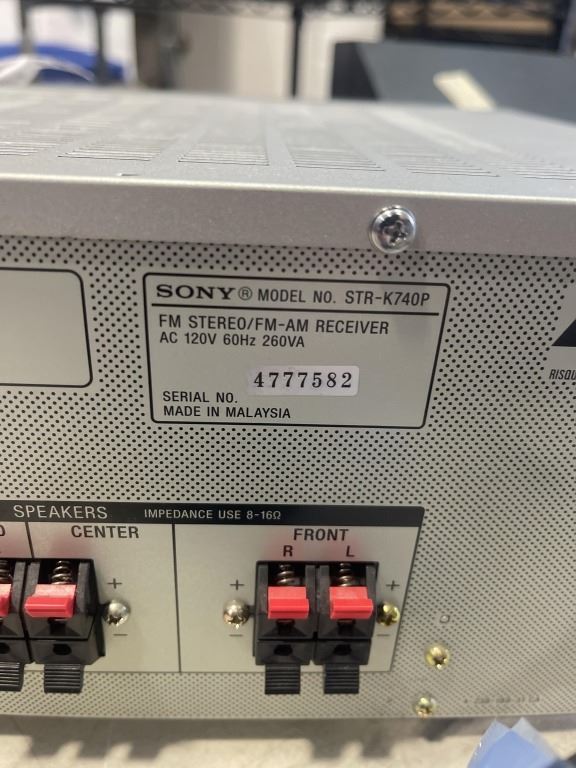 SONY® MODEL NO. STR-K740P
FM STEREO/FM-AM RECEIVER
AC 120V 60Hz 260VA
4777582
SERIAL NO.
MADE IN MALAYSIA
RISQU
SPEAKERS IMPEDANCE USE 8-16Ω
CENTER
FRONT
R L
+ + +
− − −